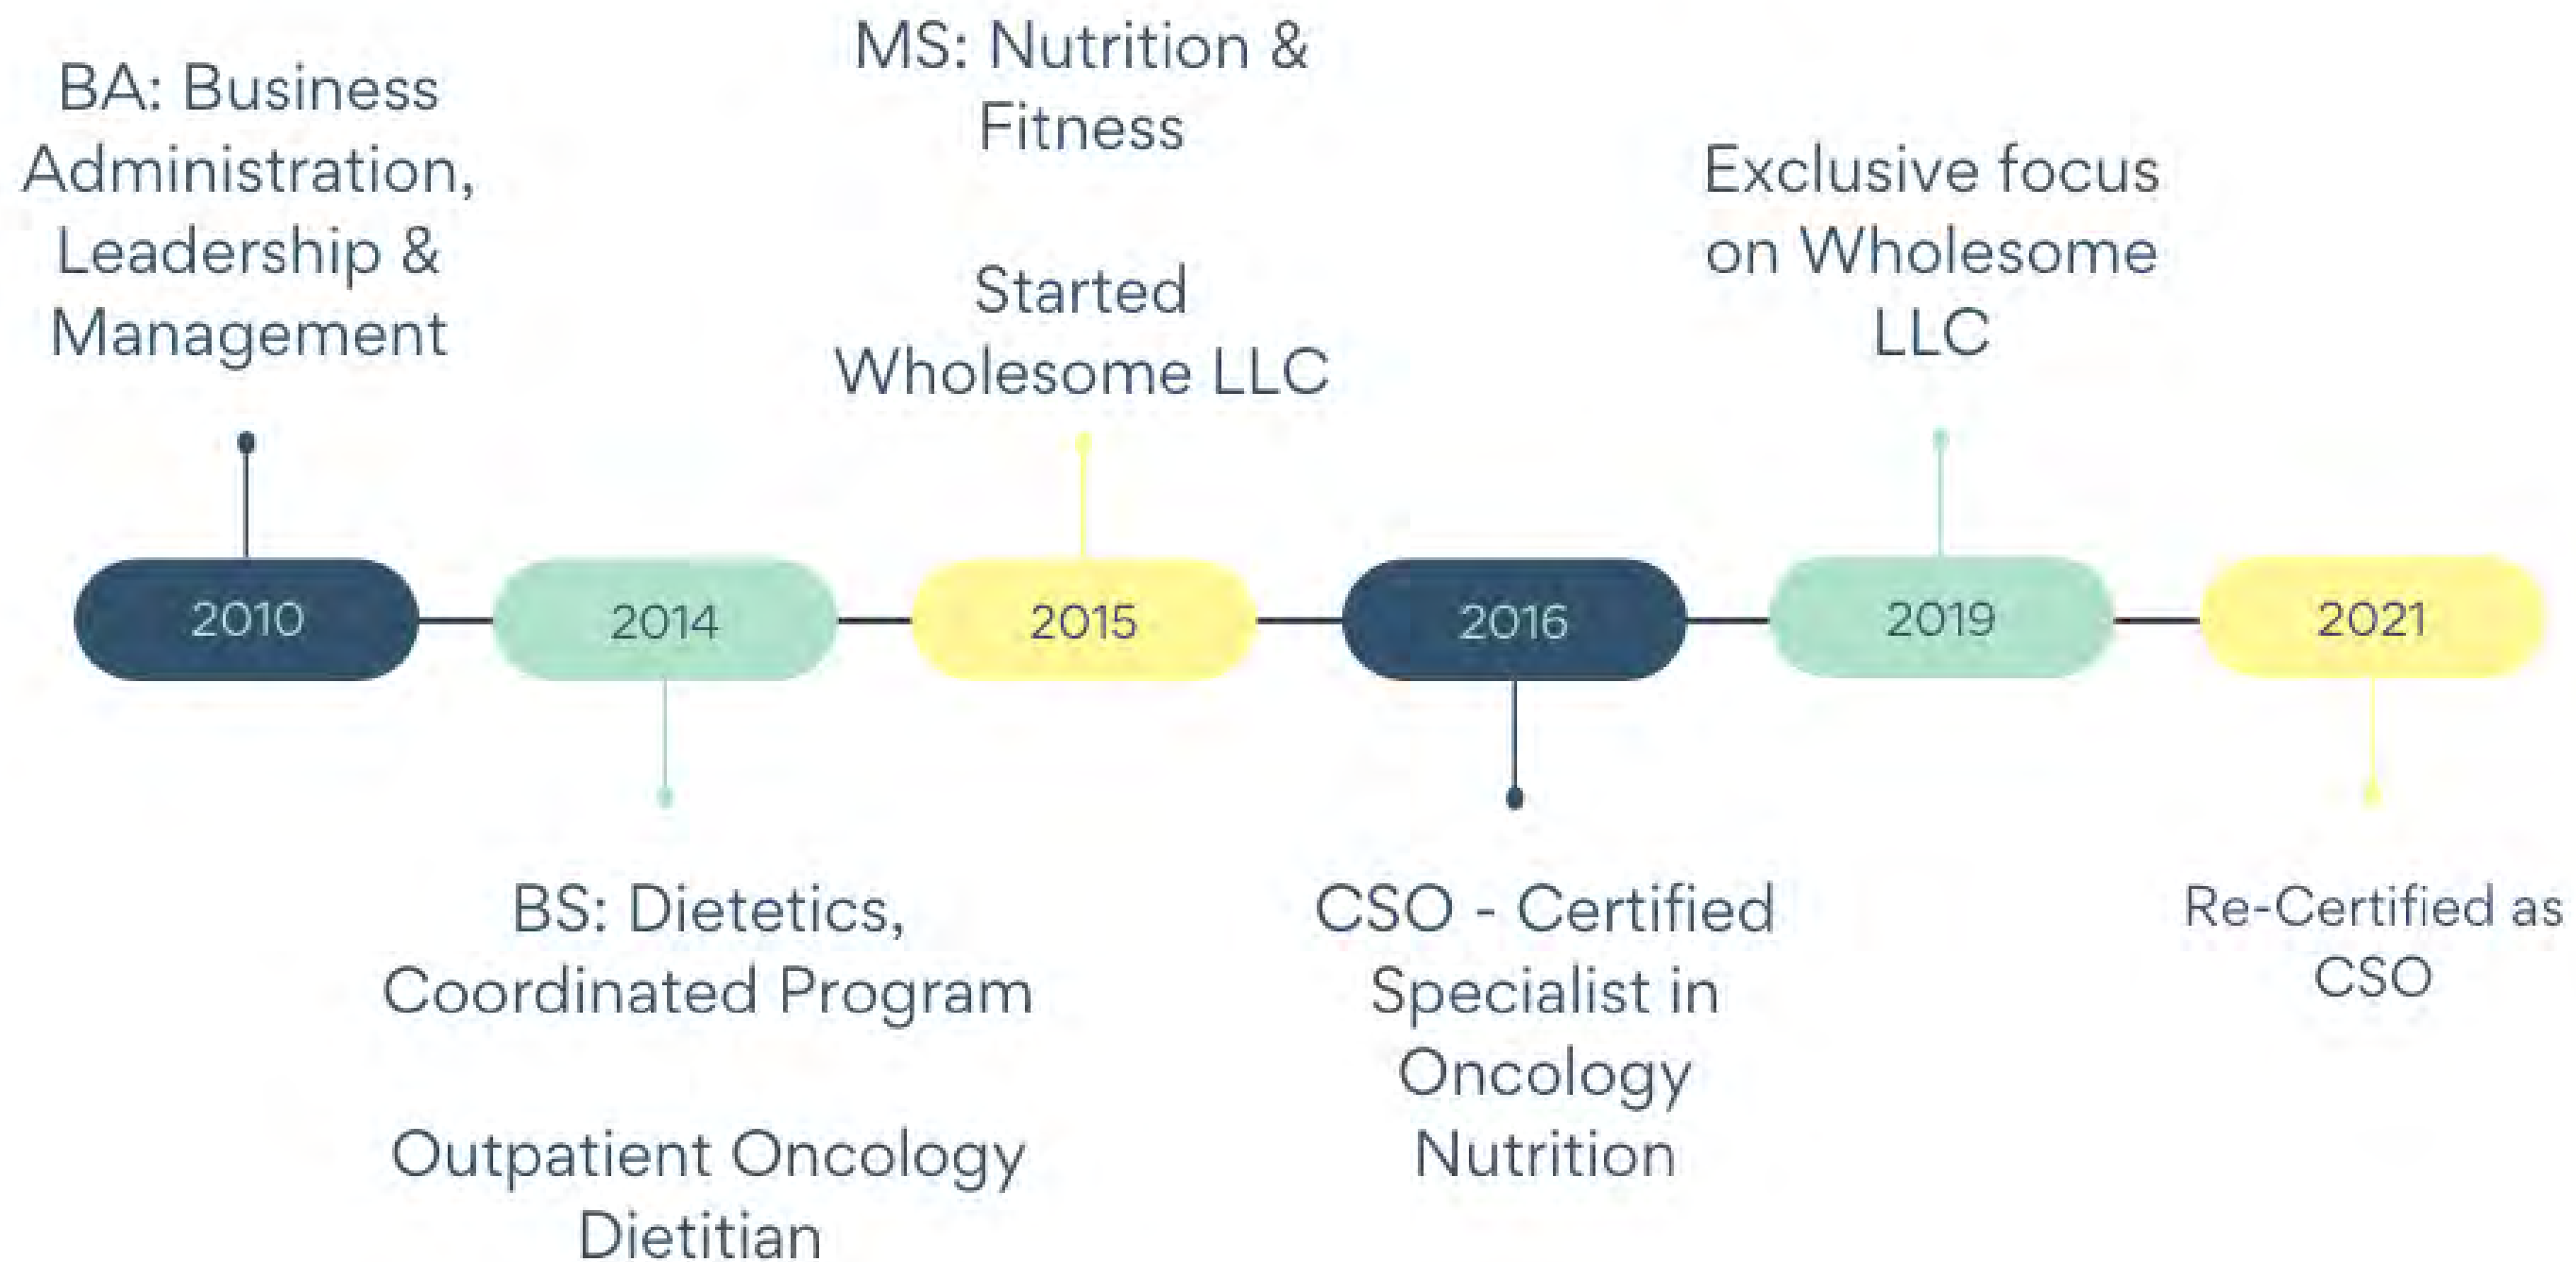 BA: Business
Administration,
Leadership &
Management
MS: Nutrition &
Fitness
Started
Wholesome LLC
Exclusive focus
on Wholesome
LLC
2010
2014
2015
2016
2019
2021
BS: Dietetics,
Coordinated Program
Outpatient Oncology
Dietitian
CSO - Certified
Specialist in
Oncology
Nutrition
Re-Certified as
CSO